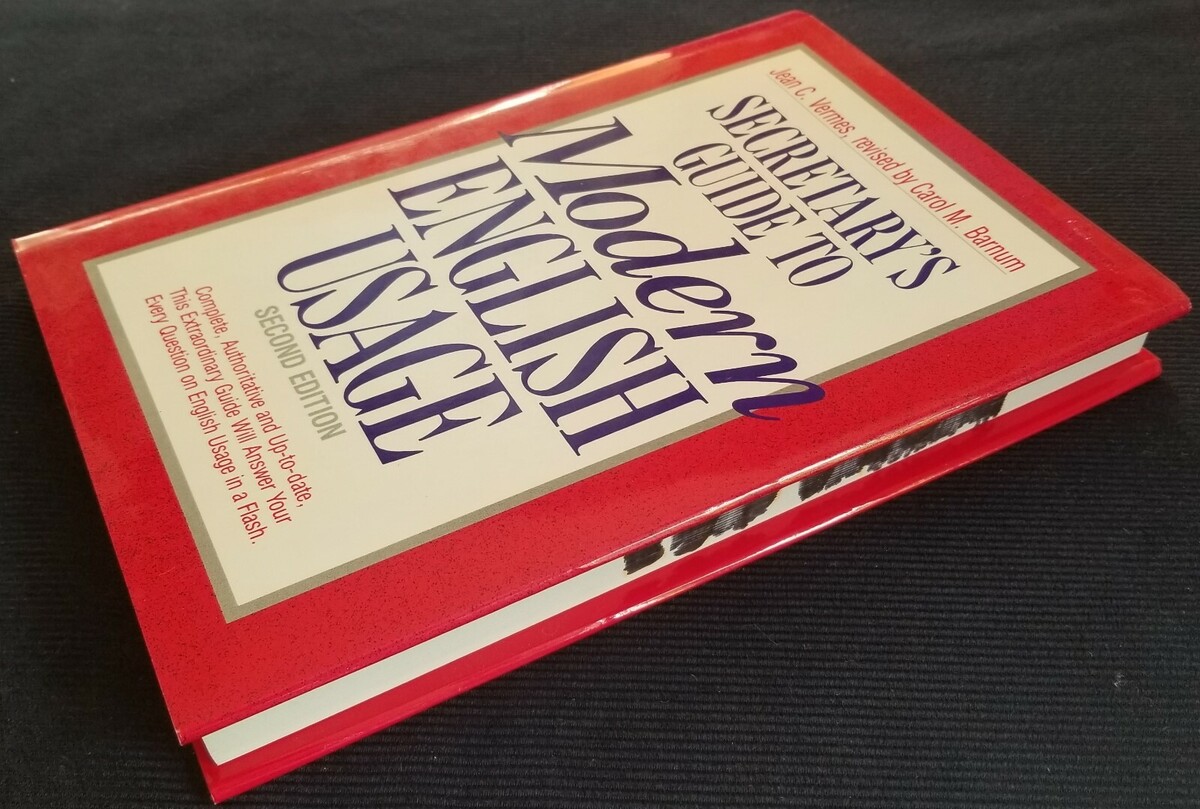 Jean C. Vermes, revised by Carol M. Barnum
SECRETARY'S
GUIDE TO
Modern
ENGLISH
USAGE
SECOND EDITION
Complete, Authoritative and Up-to-date,
This Extraordinary Guide Will Answer Your
Every Question on English Usage in a Flash.